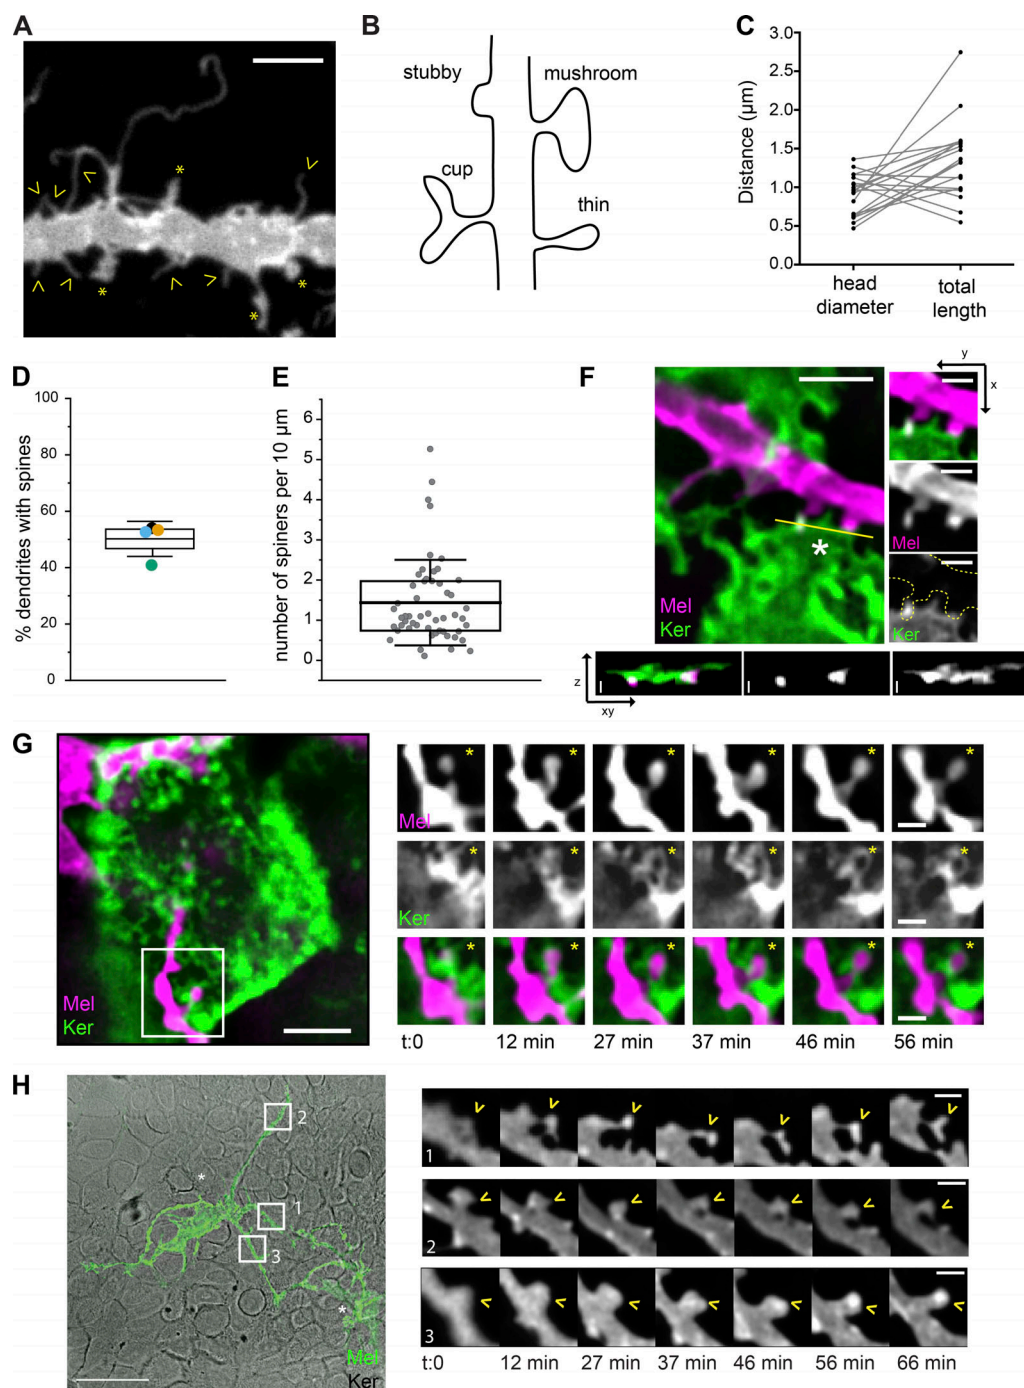 A
B
stubby
mushroom
cup
thin
C
3.0
2.5
2.0
1.5
1.0
0.5
0.0
Distance (µm)
head
diameter
total
length
D
100
80
60
40
20
0
% dendrites with spines
E
6
5
4
3
2
1
0
number of spiners per 10 µm
F
Mel
Ker
*
y
x
Mel
Ker
z
xy
G
Mel
Ker
Mel
Ker
t:0
12 min
27 min
37 min
46 min
56 min
H
2
1
3
Mel
Ker
1
2
3
t:0
12 min
27 min
37 min
46 min
56 min
66 min